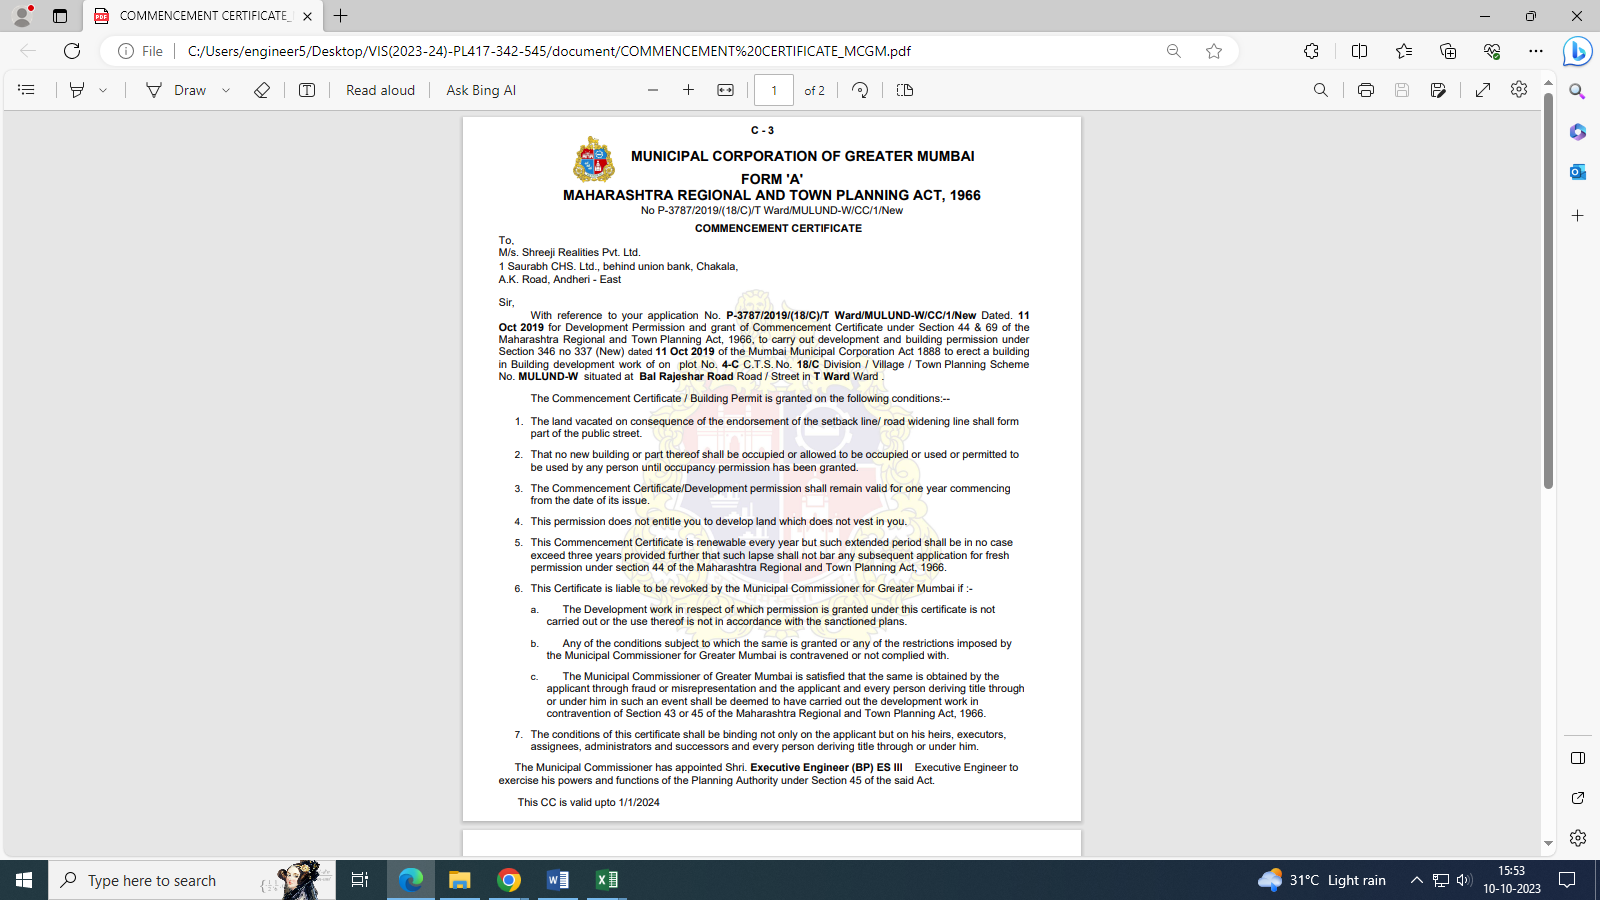 COMMENCEMENT CERTIFICATE_
File
C:/Users/engineer5/Desktop/VIS(2023-24)-PL417-342-545/document/COMMENCEMENT%20CERTIFICATE_MCGM.pdf
Draw
Read aloud
Ask Bing AI
1
of 2
C - 3
MUNICIPAL CORPORATION OF GREATER MUMBAI
FORM 'A'
MAHARASHTRA REGIONAL AND TOWN PLANNING ACT, 1966
No P-3787/2019/(18/C)/T Ward/MULUND-W/CC/1/New
COMMENCEMENT CERTIFICATE
To,
M/s. Shreeji Realities Pvt. Ltd.
1 Saurabh CHS. Ltd., behind union bank, Chakala,
A.K. Road, Andheri - East
Sir,
With reference to your application No. P-3787/2019/(18/C)/T Ward/MULUND-W/CC/1/New Dated. 11
Oct 2019 for Development Permission and grant of Commencement Certificate under Section 44 & 69 of the
Maharashtra Regional and Town Planning Act, 1966, to carry out development and building permission under
Section 346 no 337 (New) dated 11 Oct 2019 of the Mumbai Municipal Corporation Act 1888 to erect a building
in Building development work of on plot No. 4-C C.T.S. No. 18/C Division / Village / Town Planning Scheme
No. MULUND-W situated at Bal Rajeshar Road Road / Street in T Ward Ward .
The Commencement Certificate / Building Permit is granted on the following conditions:--
1. The land vacated on consequence of the endorsement of the setback line/ road widening line shall form
part of the public street.
2. That no new building or part thereof shall be occupied or allowed to be occupied or used or permitted to
be used by any person until occupancy permission has been granted.
3. The Commencement Certificate/Development permission shall remain valid for one year commencing
from the date of its issue.
4. This permission does not entitle you to develop land which does not vest in you.
5. This Commencement Certificate is renewable every year but such extended period shall be in no case
exceed three years provided further that such lapse shall not bar any subsequent application for fresh
permission under section 44 of the Maharashtra Regional and Town Planning Act, 1966.
6. This Certificate is liable to be revoked by the Municipal Commissioner for Greater Mumbai if :-
a. The Development work in respect of which permission is granted under this certificate is not
carried out or the use thereof is not in accordance with the sanctioned plans.
b. Any of the conditions subject to which the same is granted or any of the restrictions imposed by
the Municipal Commissioner for Greater Mumbai is contravened or not complied with.
c. The Municipal Commissioner of Greater Mumbai is satisfied that the same is obtained by the
applicant through fraud or misrepresentation and the applicant and every person deriving title through
or under him in such an event shall be deemed to have carried out the development work in
contravention of Section 43 or 45 of the Maharashtra Regional and Town Planning Act, 1966.
7. The conditions of this certificate shall be binding not only on the applicant but on his heirs, executors,
assignees, administrators and successors and every person deriving title through or under him.
The Municipal Commissioner has appointed Shri. Executive Engineer (BP) ES III Executive Engineer to
exercise his powers and functions of the Planning Authority under Section 45 of the said Act.
This CC is valid upto 1/1/2024
Type here to search
31°C Light rain
15:53
10-10-2023